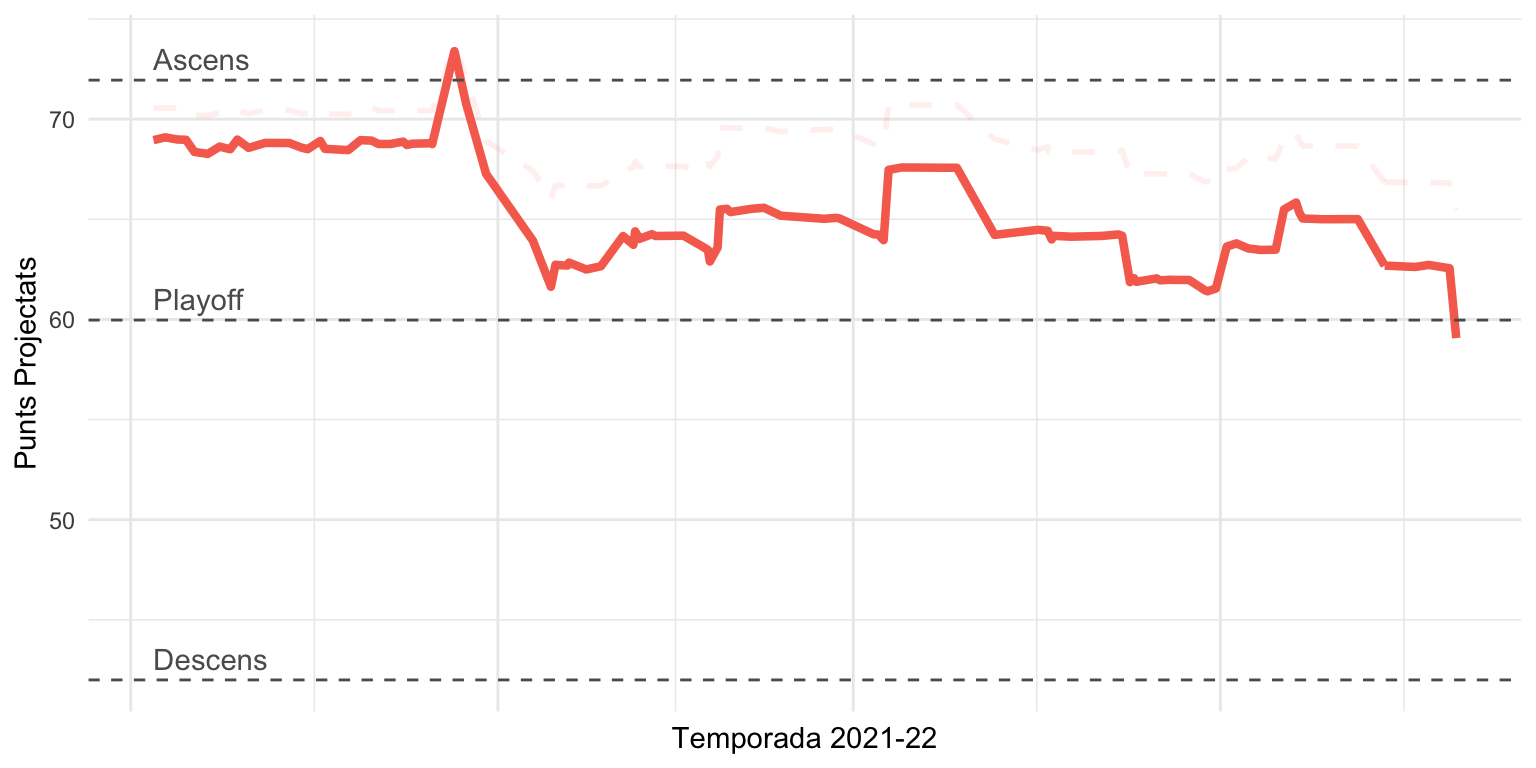 Ascens
70
Playoff
60
Punts Projectats
50
Descens
Temporada 2021-22